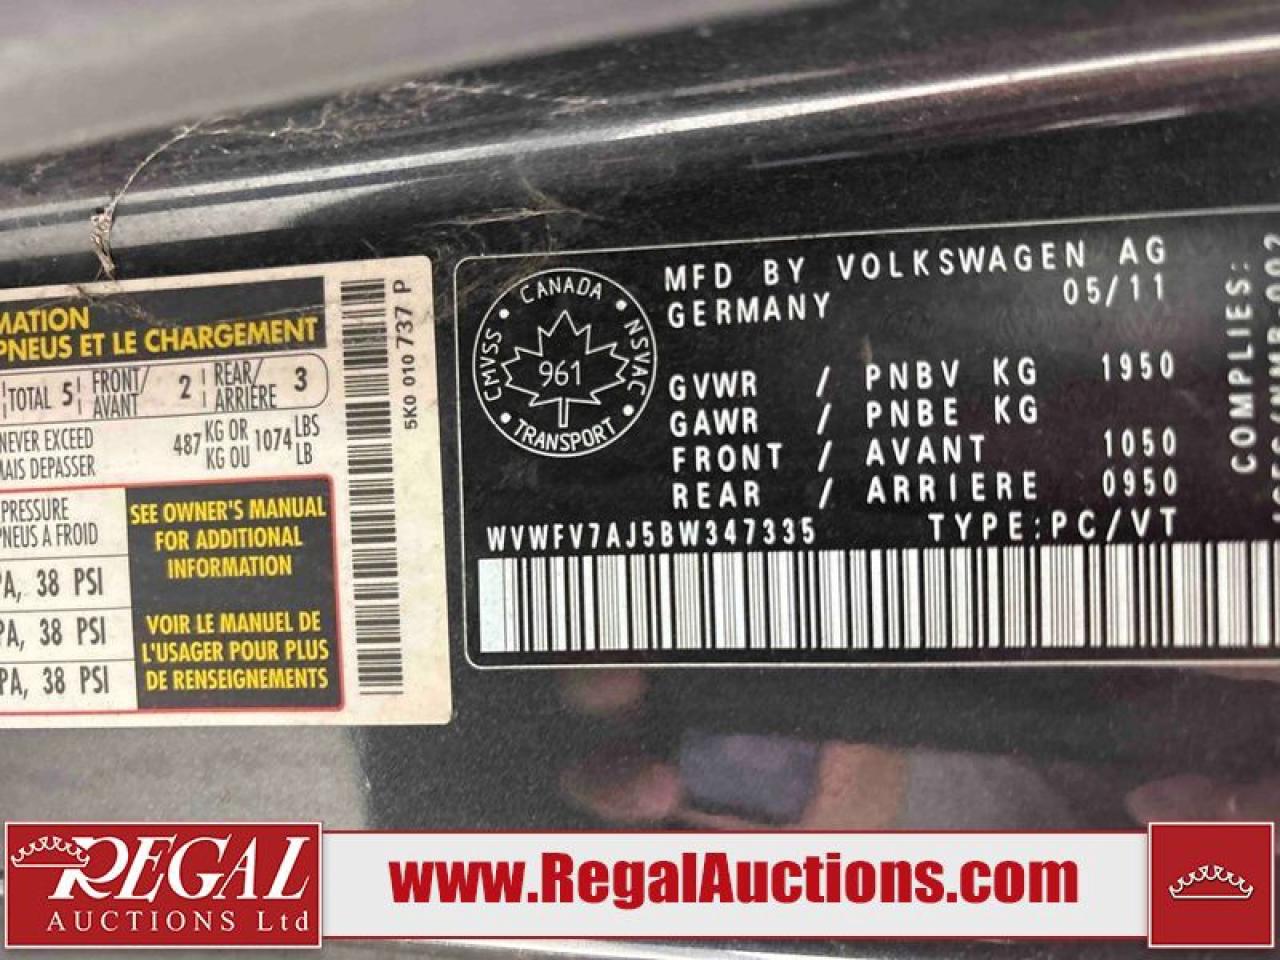 MATION
PNEUS ET LE CHARGEMENT
TOTAL 5 FRONT/AVANT 2 REAR/ARRIÈRE 3
NEVER EXCEED
MAIS DEPASSER
487 KG OR 1074 LBS
KG OU LB
PRESSURE
PNEUS A FROID
PA, 38 PSI
PA, 38 PSI
PA, 38 PSI
SEE OWNER'S MANUAL
FOR ADDITIONAL
INFORMATION
VOIR LE MANUEL DE
L'USAGER POUR PLUS
DE RENSEIGNEMENTS
5K0 010 737 P
CANADA
CMVSS
NSVAC
961
TRANSPORT
MFD BY VOLKSWAGEN AG
GERMANY 05/11
GVWR / PNBV KG 1950
GAWR / PNBE KG
FRONT / AVANT 1050
REAR / ARRIERE 0950
WVWFV7AJ5BW347335 TYPE:PC/VT
COMPLIES:
REGAL
AUCTIONS Ltd
www.RegalAuctions.com